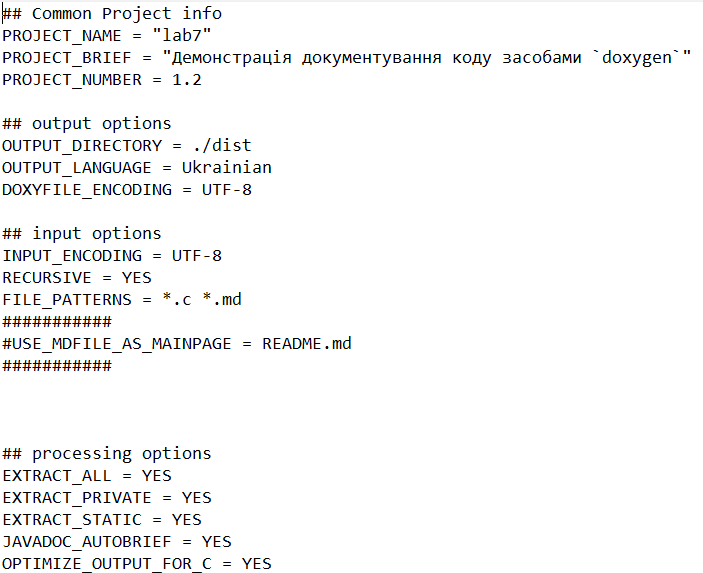 ## Common Project info
PROJECT_NAME = "lab7"
PROJECT_BRIEF = "Демонстрація документування коду засобами `doxygen`"
PROJECT_NUMBER = 1.2
## output options
OUTPUT_DIRECTORY = ./dist
OUTPUT_LANGUAGE = Ukrainian
DOXYFILE_ENCODING = UTF-8
## input options
INPUT_ENCODING = UTF-8
RECURSIVE = YES
FILE_PATTERNS = *.c *.md
###########
#USE_MDFILE_AS_MAINPAGE = README.md
###########
## processing options
EXTRACT_ALL = YES
EXTRACT_PRIVATE = YES
EXTRACT_STATIC = YES
JAVADOC_AUTOBRIEF = YES
OPTIMIZE_OUTPUT_FOR_C = YES